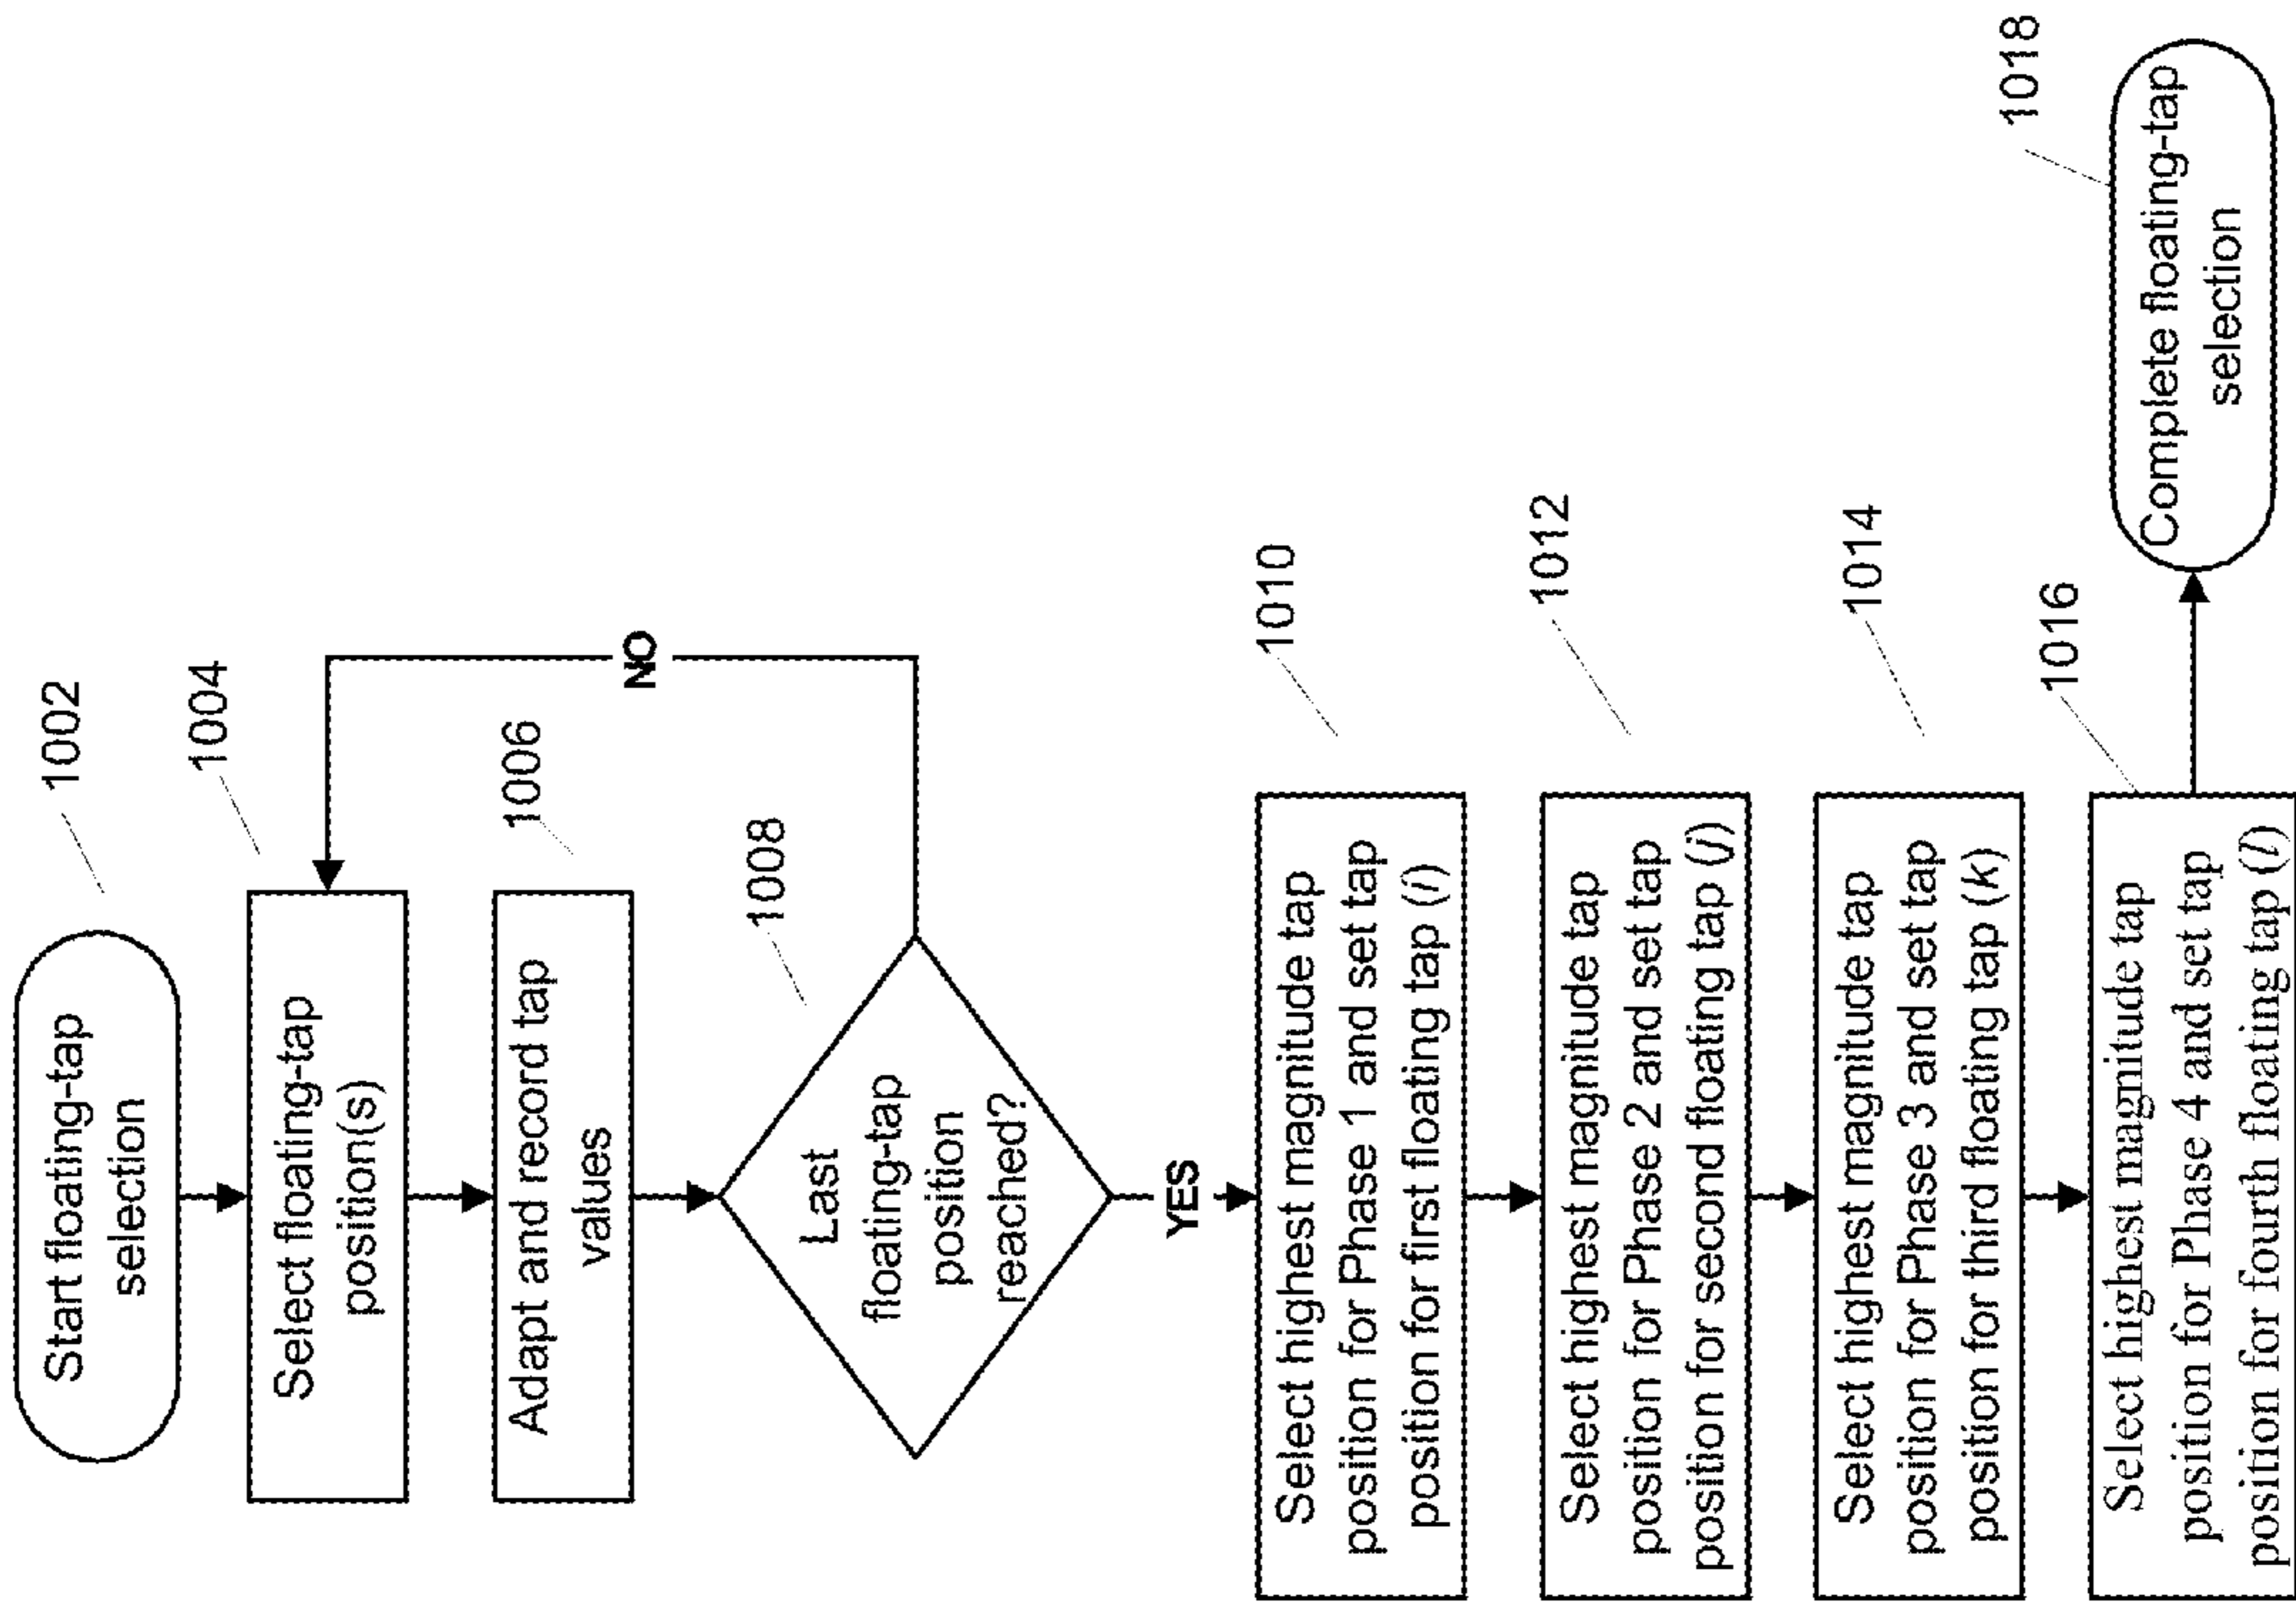 1002
Start floating-tap
selection
1004
Select floating-tap
position(s)
1006
Adapt and record tap
values
1008
Last
floating-tap
position
reached?
NO
YES
1010
Select highest magnitude tap
position for Phase 1 and set tap
position for first floating tap (i)
1012
Select highest magnitude tap
position for Phase 2 and set tap
position for second floating tap (j)
1014
Select highest magnitude tap
position for Phase 3 and set tap
position for third floating tap (k)
1016
Select highest magnitude tap
position for Phase 4 and set tap
position for fourth floating tap (l)
1018
Complete floating-tap
selection